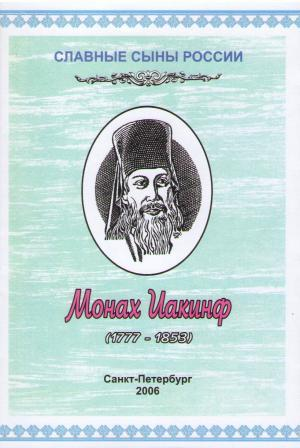 СЛАВНЫЕ СЫНЫ РОССИИ
Монах Иакинф
(1777 - 1853)
Санкт-Петербург
2006